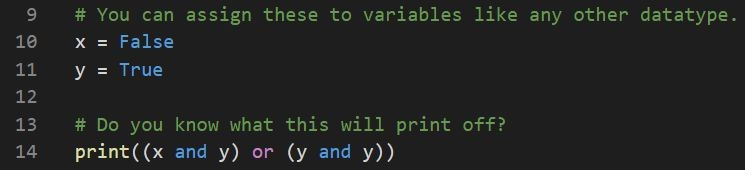 9 # You can assign these to variables like any other datatype.
10 x = False
11 y = True
12
13 # Do you know what this will print off?
14 print((x and y) or (y and y))